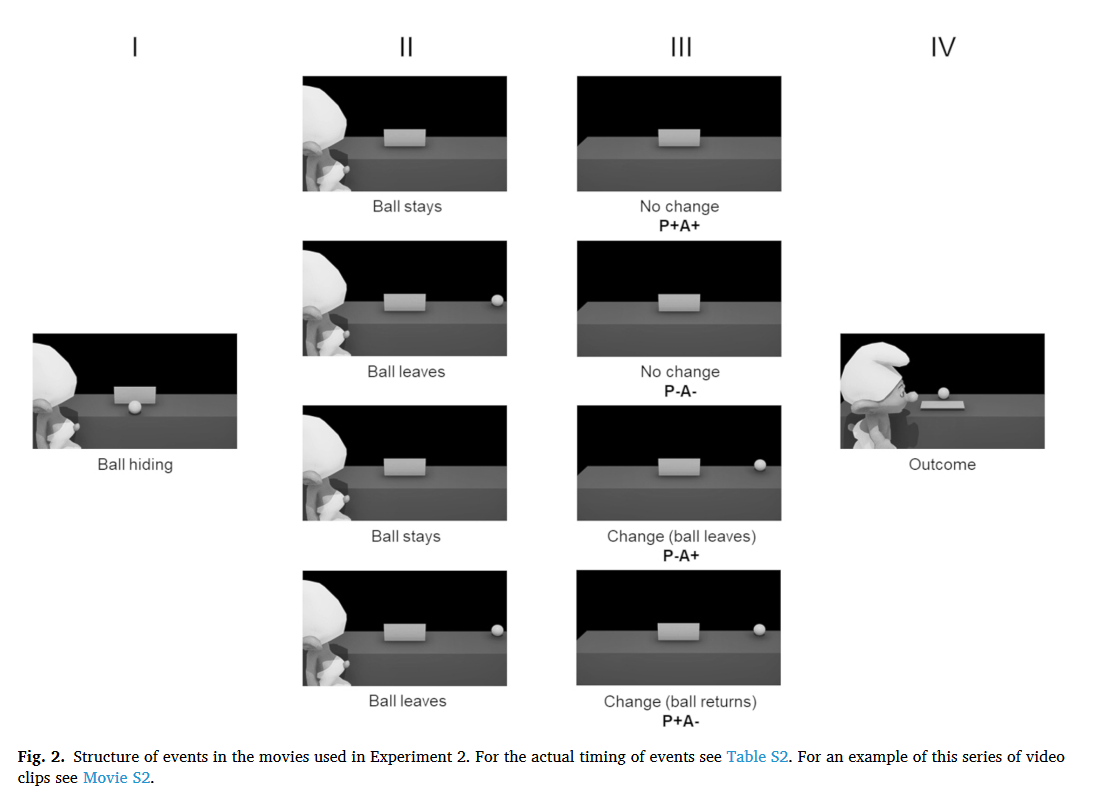 I
II
III
IV
Ball stays
No change
P+A+
Ball leaves
No change
P-A-
Ball hiding
Outcome
Ball stays
Change (ball leaves)
P-A+
Ball leaves
Change (ball returns)
P+A-
Fig. 2. Structure of events in the movies used in Experiment 2. For the actual timing of events see Table S2. For an example of this series of video
clips see Movie S2.